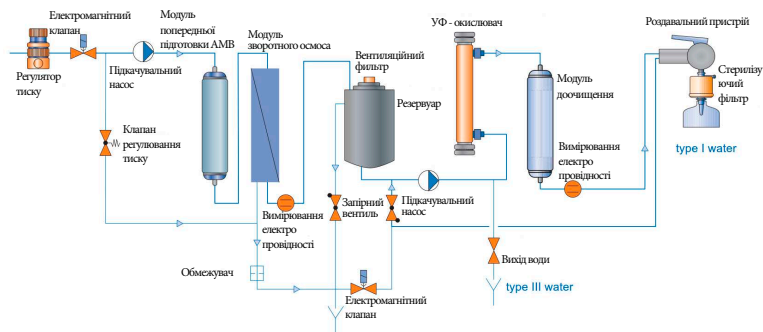 Електромагнітний
клапан
Модуль
попередньої
підготовки АМВ
Модуль
зворотного осмоса
УФ - окислювач
Роздавальний пристрій
Регулятор
тиску
Підкачувальний
насос
Вентиляційний
фильтр
Резервуар
Модуль
доочищення
Стерилізу
ючий
фільтр
Клапан
регулювання
тиску
type I water
Вимірювання
електро
провідності
Запірний
вентиль
Підкачувальний
насос
Вимірювання
електро
провідності
Вихід води
Обмежувач
Електромагнітний
клапан
type III water